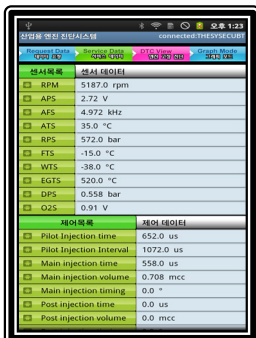 오후 1:23
산업용 엔진 진단시스템 connected:THESYSECUBT
Request Data Service Data DTC View Graph Mode
센서목록 센서 데이터
RPM 5187.0 rpm
APS 2.72 V
AFS 4.972 kHz
ATS 35.0 °C
RPS 572.0 bar
FTS -15.0 °C
WTS -38.0 °C
EGTS 520.0 °C
DPS 0.558 bar
O2S 0.91 V
제어목록 제어 데이터
Pilot Injection time 652.0 us
Pilot Injection Interval 1072.0 us
Main injection time 558.0 us
Main injection volume 0.708 mcc
Main injection timing 0.0 °
Post injection time 0.0 us
Post injection volume 0.0 mcc